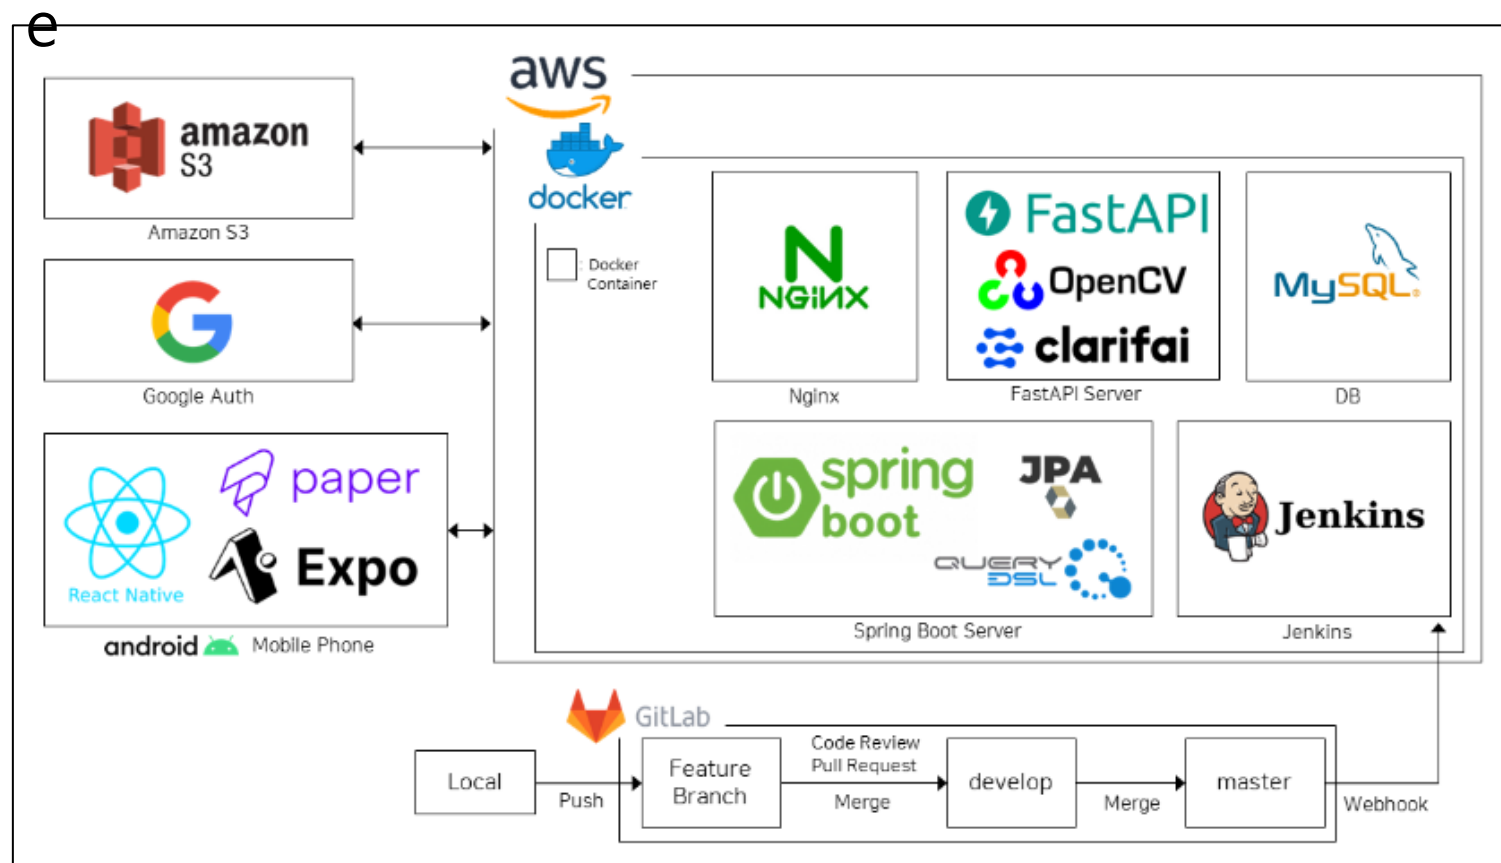 e
aws
amazon
S3
Amazon S3
docker
: Docker
Container
NGiNX
Nginx
FastAPI
OpenCV
clarifai
FastAPI Server
MySQL
DB
Google Auth
paper
Expo
React Native
android Mobile Phone
spring
boot
JPA
QUERY
DSL
Spring Boot Server
Jenkins
Jenkins
GitLab
Local
Push
Feature
Branch
Code Review
Pull Request
Merge
develop
Merge
master
Webhook